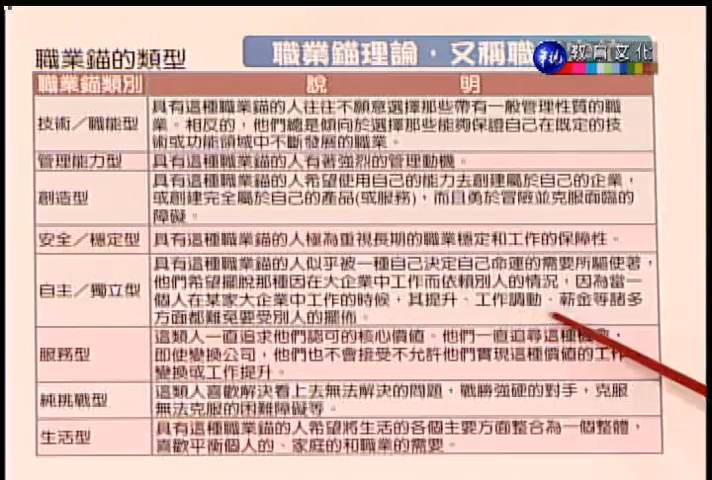 職業錨的類型
職業錨理論，又稱職
華視
教育文化
職業錨類別
說 明
技術／職能型
具有這種職業錨的人往往不願意選擇那些帶有一般管理性質的職
業。相反的，他們總是傾向於選擇那些能夠保證自己在既定的技
術或功能領域中不斷發展的職業。
管理能力型
具有這種職業錨的人有著強烈的管理動機。
創造型
具有這種職業錨的人希望使用自己的能力去創建屬於自己的企業，
或創建完全屬於自己的產品(或服務)，而且勇於冒險並克服面臨的
障礙。
安全／穩定型
具有這種職業錨的人極為重視長期的職業穩定和工作的保障性。
自主／獨立型
具有這種職業錨的人似乎被一種自己決定自己命運的需要所驅使著，
他們希望擺脫那種因在大企業中工作而依賴別人的情況，因為當一
個人在某家大企業中工作的時候，其提升、工作調動、薪金等諸多
方面都難免要受別人的擺佈。
服務型
這類人一直追求他們認可的核心價值。他們一直追尋這種機會，
即使變換公司，他們也不會接受不允許他們實現這種價值的工作
變換或工作提升。
純挑戰型
這類人喜歡解決看上去無法解決的問題，戰勝強硬的對手，克服
無法克服的困難障礙等。
生活型
具有這種職業錨的人希望將生活的各個主要方面整合為一個整體，
喜歡平衡個人的、家庭的和職業的需要。